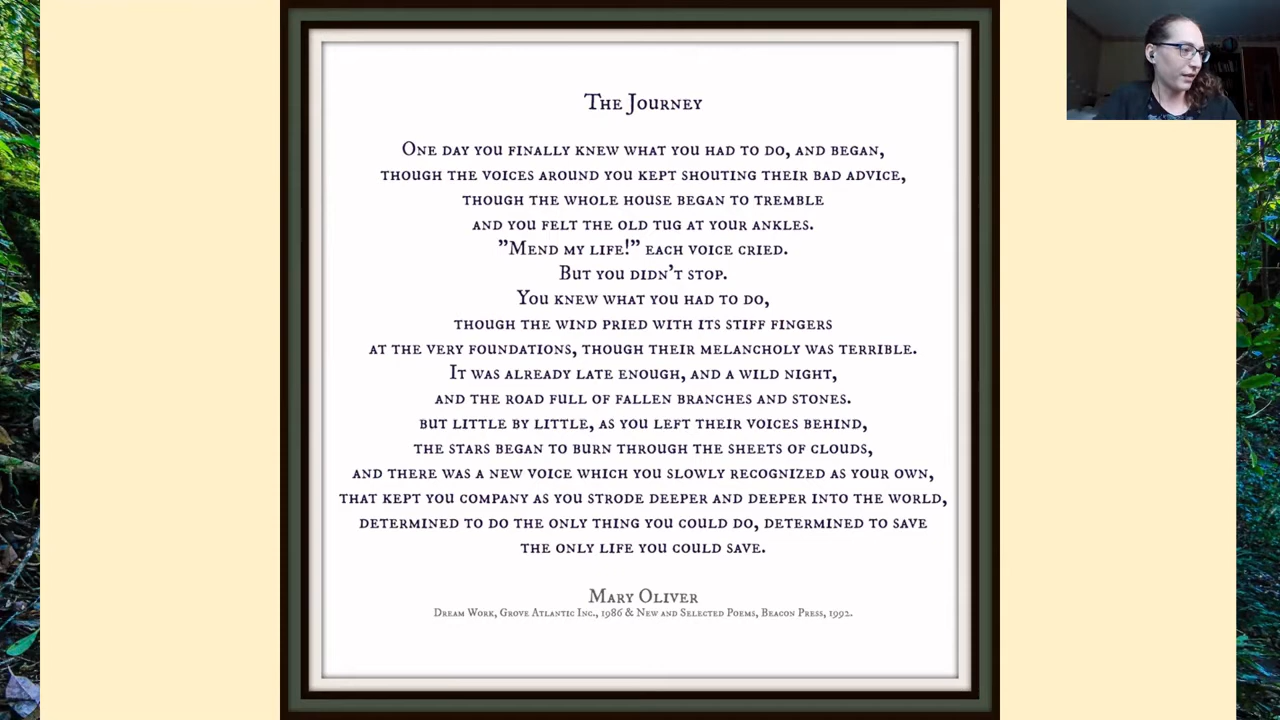 The Journey
One day you finally knew what you had to do, and began,
though the voices around you kept shouting their bad advice,
though the whole house began to tremble
and you felt the old tug at your ankles.
"Mend my life!" each voice cried.
But you didn't stop.
You knew what you had to do,
though the wind pried with its stiff fingers
at the very foundations, though their melancholy was terrible.
It was already late enough, and a wild night,
and the road full of fallen branches and stones.
but little by little, as you left their voices behind,
the stars began to burn through the sheets of clouds,
and there was a new voice which you slowly recognized as your own,
that kept you company as you strode deeper and deeper into the world,
determined to do the only thing you could do, determined to save
the only life you could save.
Mary Oliver
Dream Work, Grove Atlantic Inc., 1986 & New and Selected Poems, Beacon Press, 1992.